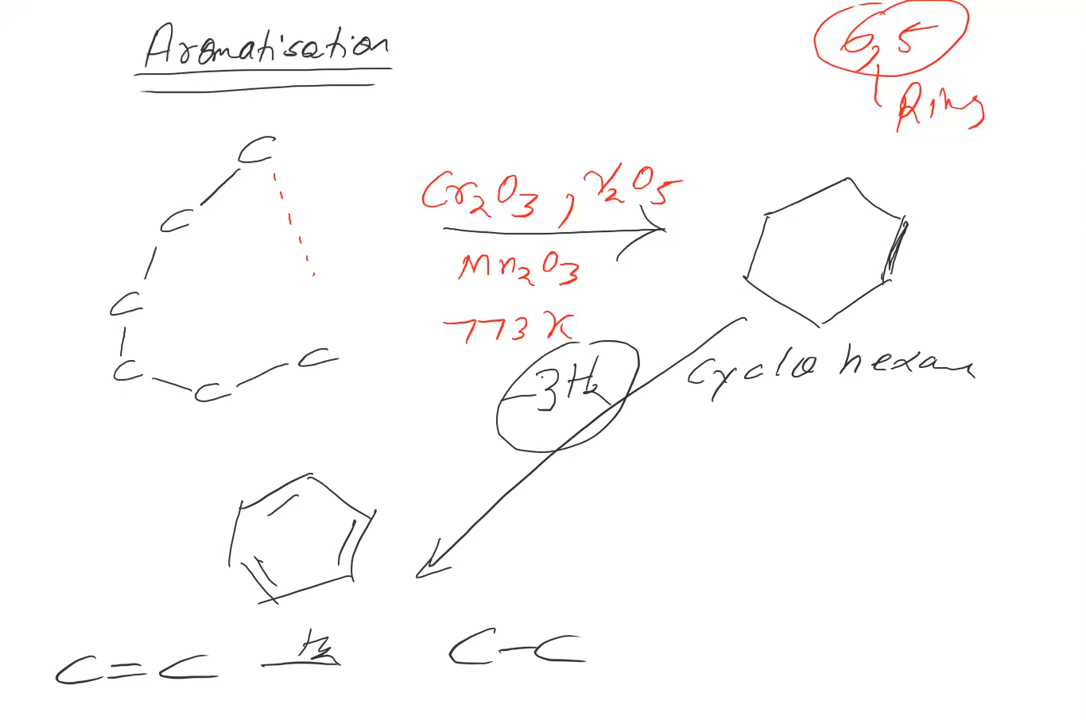 Aromatisation
6,5
Ring
C
C
C
C
C
C
Cr2O3, V2O5
Mn2O3
773 K
-3H2
Cyclohexane
C=C H2 C-C